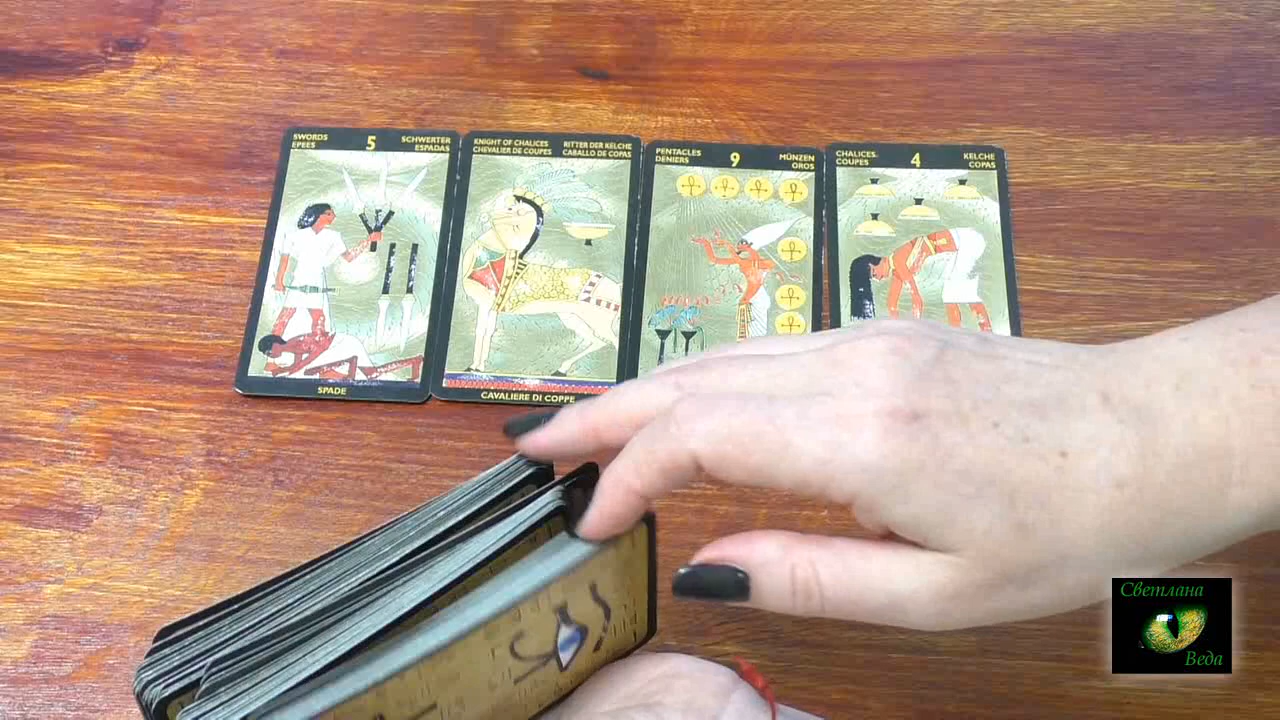 SWORDS
EPEES
5
SCHWERTER
ESPADAS
SPADE
KNIGHT OF CHALICES
CHEVALIER DE COUPES
RITTER DER KELCHE
CABALLO DE COPAS
CAVALIERE DI COPPE
PENTACLES
DENIERS
9
MÜNZEN
OROS
CHALICES.
COUPES
4
KELCHE
COPAS
Светлана
Веда